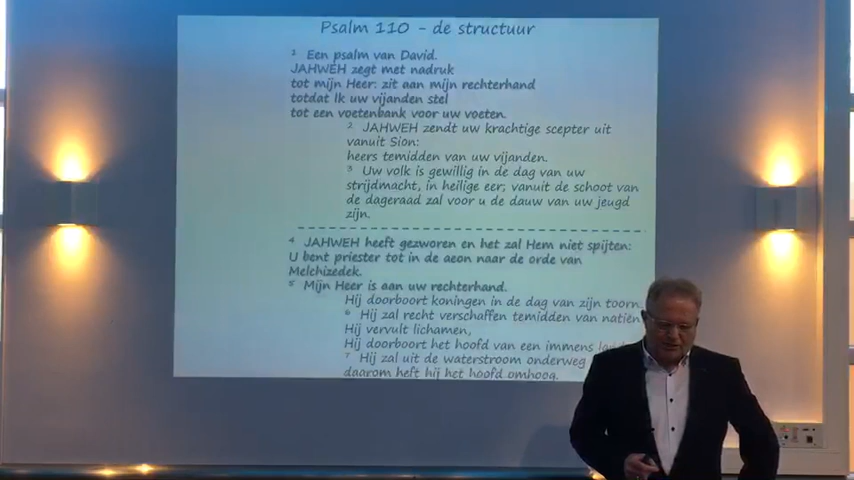 Psalm 110 - de structuur
1 Een psalm van David.
JAHWEH zegt met nadruk
tot mijn Heer: zit aan mijn rechterhand
totdat Ik uw vijanden stel
tot een voetenbank voor uw voeten.
2 JAHWEH zendt uw krachtige scepter uit
vanuit Sion:
heers temidden van uw vijanden.
3 Uw volk is gewillig in de dag van uw
strijdmacht, in heilige eer; vanuit de schoot van
de dageraad zal voor u de dauw van uw jeugd
zijn.
4 JAHWEH heeft gezworen en het zal Hem niet spijten:
U bent priester tot in de aeon naar de orde van
Melchizedek.
5 Mijn Heer is aan uw rechterhand.
Hij doorboort koningen in de dag van zijn toorn.
6 Hij zal recht verschaffen temidden van natiën
Hij vervult lichamen,
Hij doorboort het hoofd van een immens
7 Hij zal uit de waterstroom onderweg
daarom heft hij het hoofd omhoog.